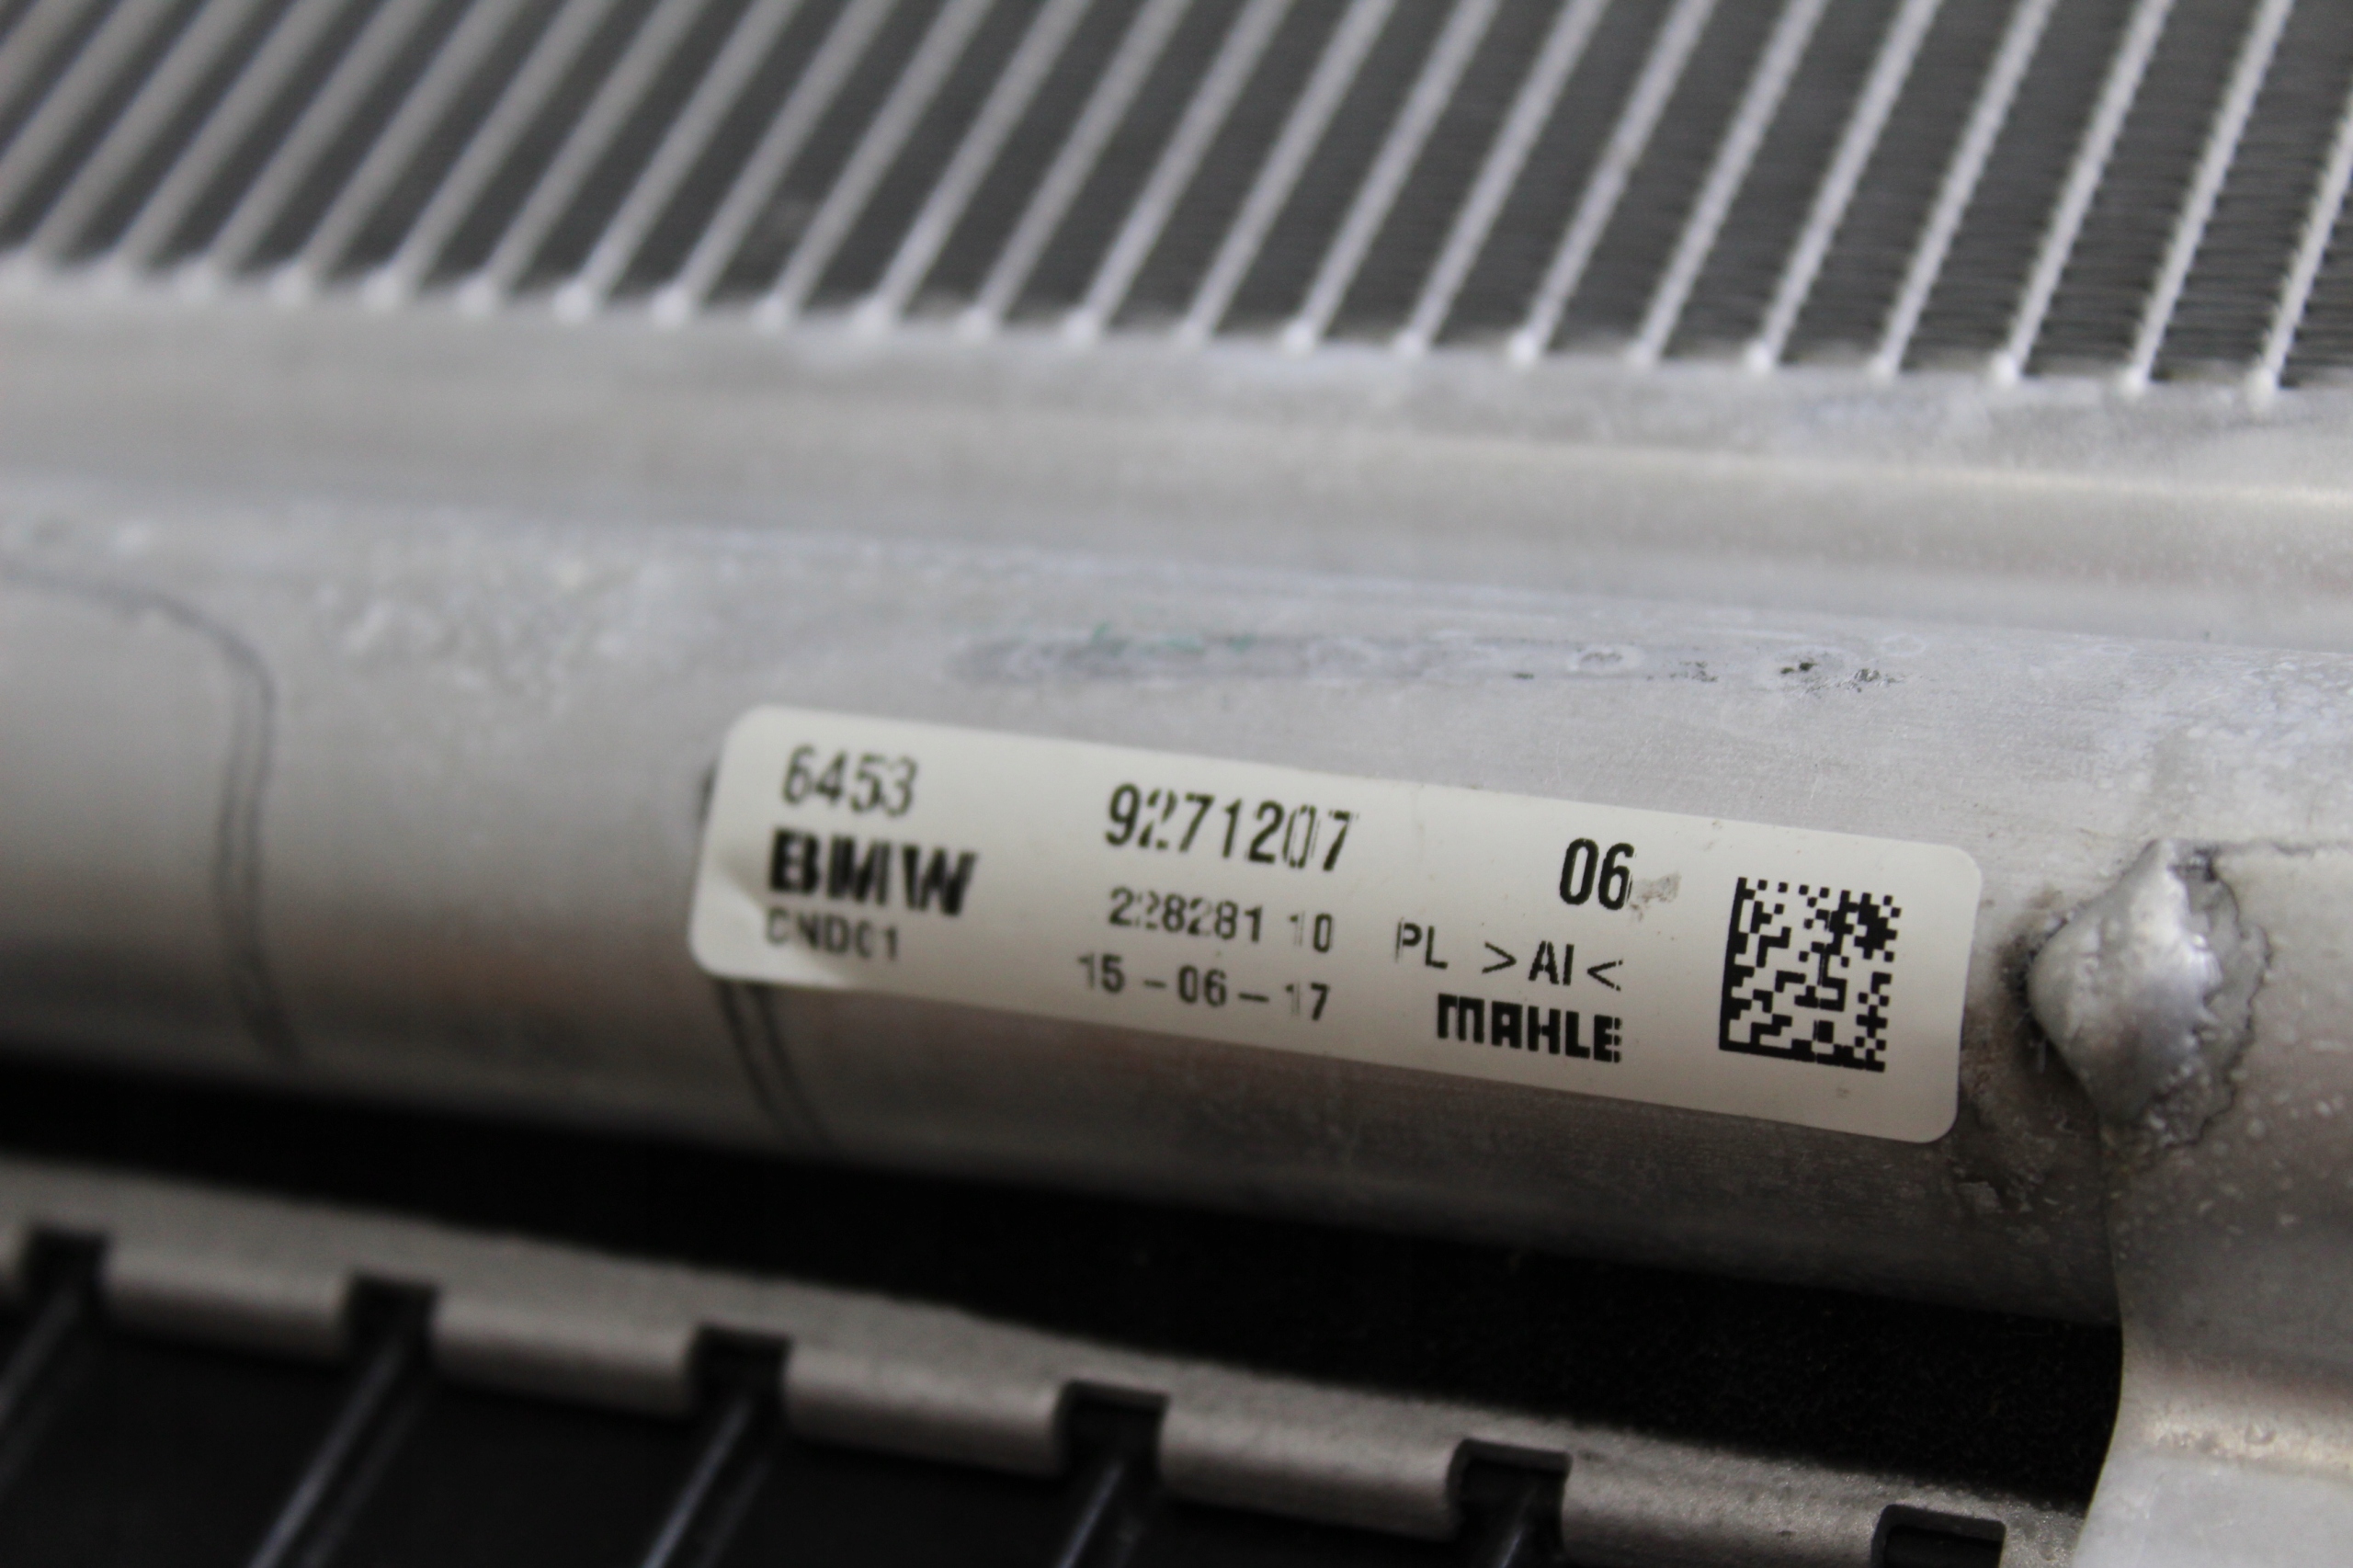 6453 9271207 06
BMW 228281 10 PL >Al<
CND01 15-06-17 MAHLE